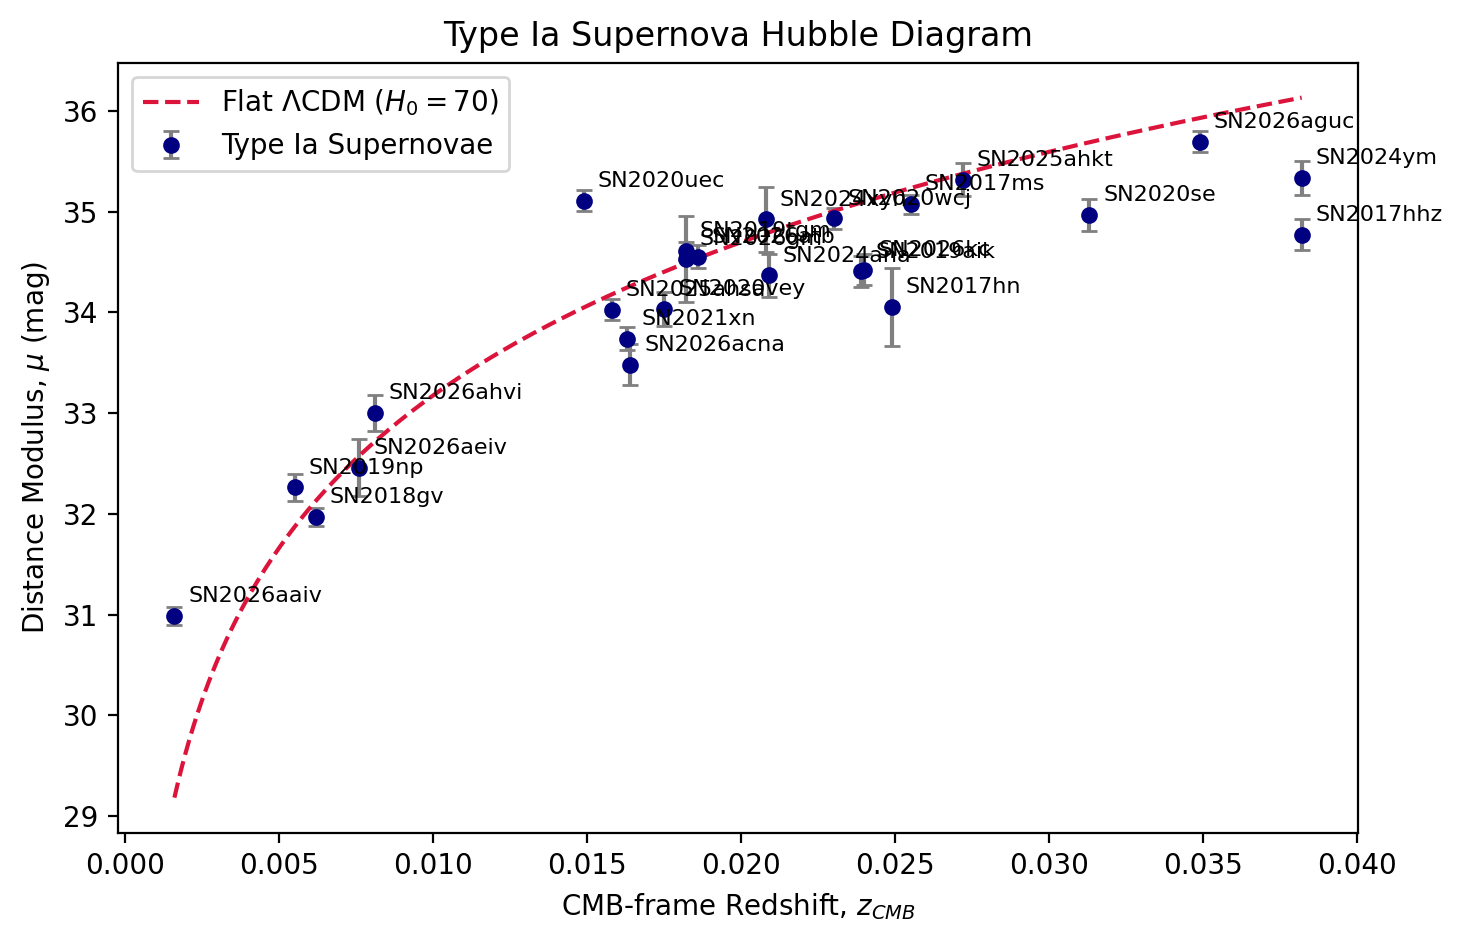 Type Ia Supernova Hubble Diagram
Flat ΛCDM (H₀ = 70)
Type Ia Supernovae
Distance Modulus, μ (mag)
36
35
34
33
32
31
30
29
SN2026aguc
SN2024ym
SN2025ahkt
SN2017ms
SN2020se
SN2020uec
SN2020wcj
SN2017hhz
SN2017hn
SN2021xn
SN2026acna
SN2026ahvi
SN2026aeiv
SN2019np
SN2018gv
SN2026aaiv
0.000
0.005
0.010
0.015
0.020
0.025
0.030
0.035
0.040
CMB-frame Redshift, z_CMB